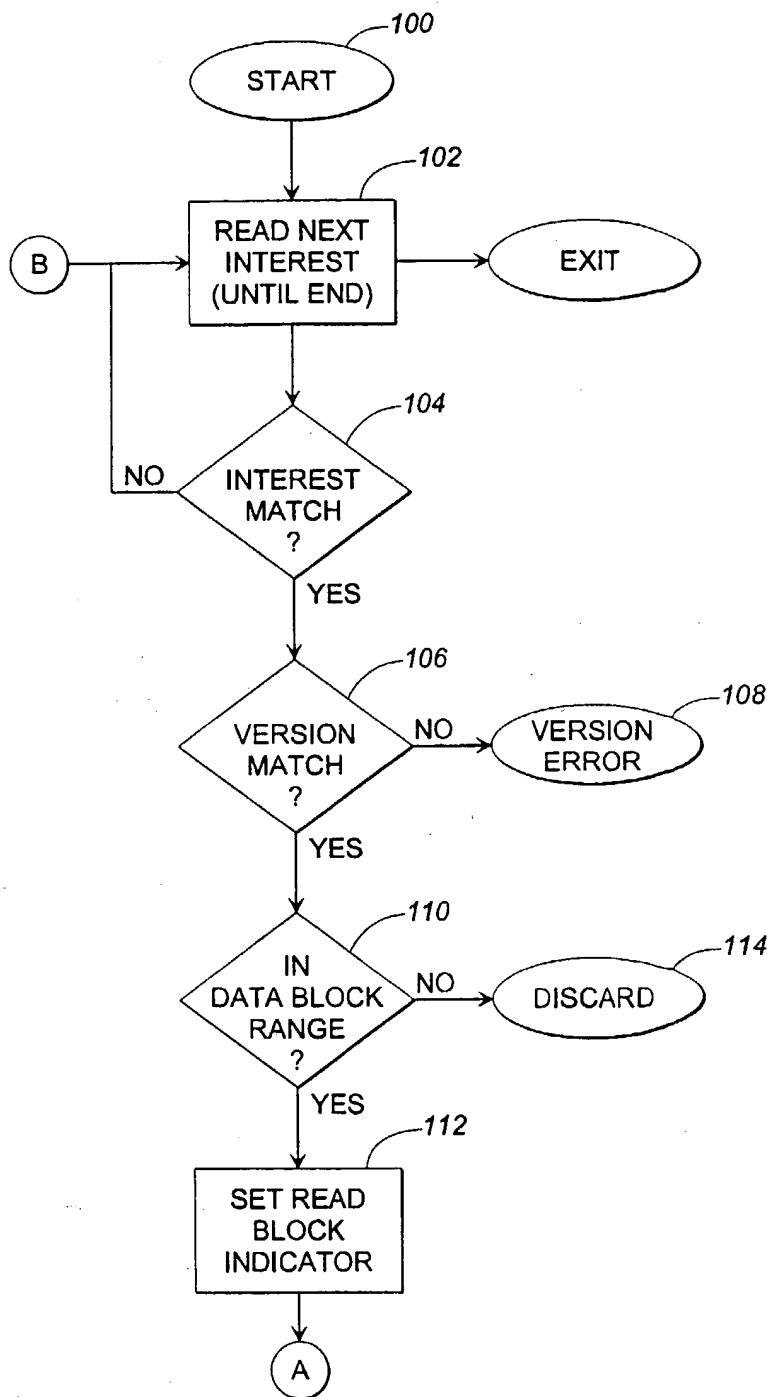 100
START
102
READ NEXT
INTEREST
(UNTIL END)
B
EXIT
104
NO
INTEREST
MATCH
?
YES
106
VERSION
MATCH
?
NO
108
VERSION
ERROR
YES
110
IN
DATA BLOCK
RANGE
?
NO
114
DISCARD
YES
112
SET READ
BLOCK
INDICATOR
A